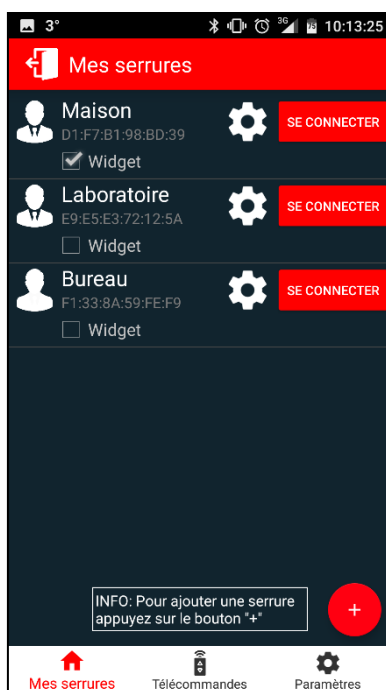 3° 3G 75 10:13:25
Mes serrures
Maison
D1:F7:B1:98:BD:39
SE CONNECTER
Widget
Laboratoire
E9:E5:E3:72:12:5A
SE CONNECTER
Widget
Bureau
F1:33:8A:59:FE:F9
SE CONNECTER
Widget
INFO: Pour ajouter une serrure
appuyez sur le bouton "+"
+
Mes serrures Télécommandes Paramètres